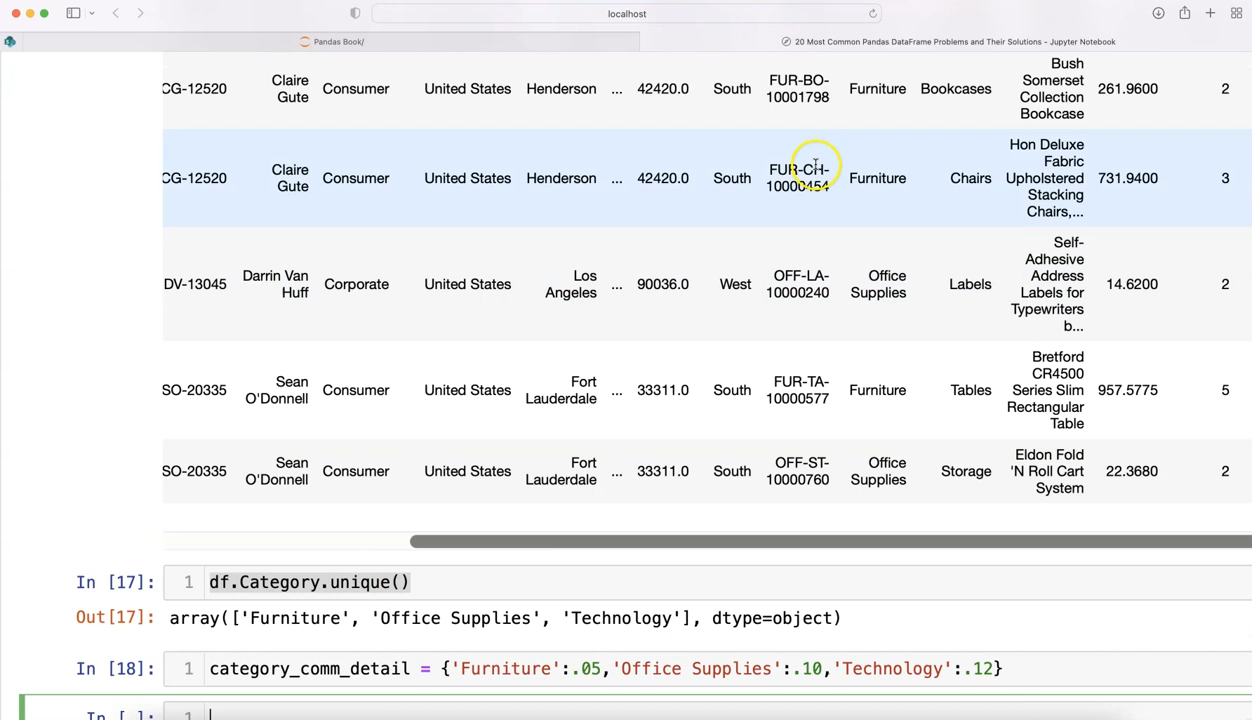 localhost
Pandas Book/
20 Most Common Pandas DataFrame Problems and Their Solutions - Jupyter Notebook
CG-12520 Claire Gute Consumer United States Henderson ... 42420.0 South FUR-BO-10001798 Furniture Bookcases Bush Somerset Collection Bookcase 261.9600 2
CG-12520 Claire Gute Consumer United States Henderson ... 42420.0 South FUR-CH-10000454 Furniture Chairs Hon Deluxe Fabric Upholstered Stacking Chairs,... 731.9400 3
DV-13045 Darrin Van Huff Corporate United States Los Angeles ... 90036.0 West OFF-LA-10000240 Office Supplies Labels Self-Adhesive Address Labels for Typewriters b... 14.6200 2
SO-20335 Sean O'Donnell Consumer United States Fort Lauderdale ... 33311.0 South FUR-TA-10000577 Furniture Tables Bretford CR4500 Series Slim Rectangular Table 957.5775 5
SO-20335 Sean O'Donnell Consumer United States Fort Lauderdale ... 33311.0 South OFF-ST-10000760 Office Supplies Storage Eldon Fold 'N Roll Cart System 22.3680 2
In [17]: 1 df.Category.unique()
Out[17]: array(['Furniture', 'Office Supplies', 'Technology'], dtype=object)
In [18]: 1 category_comm_detail = {'Furniture':.05,'Office Supplies':.10,'Technology':.12}
In [ ]: 1